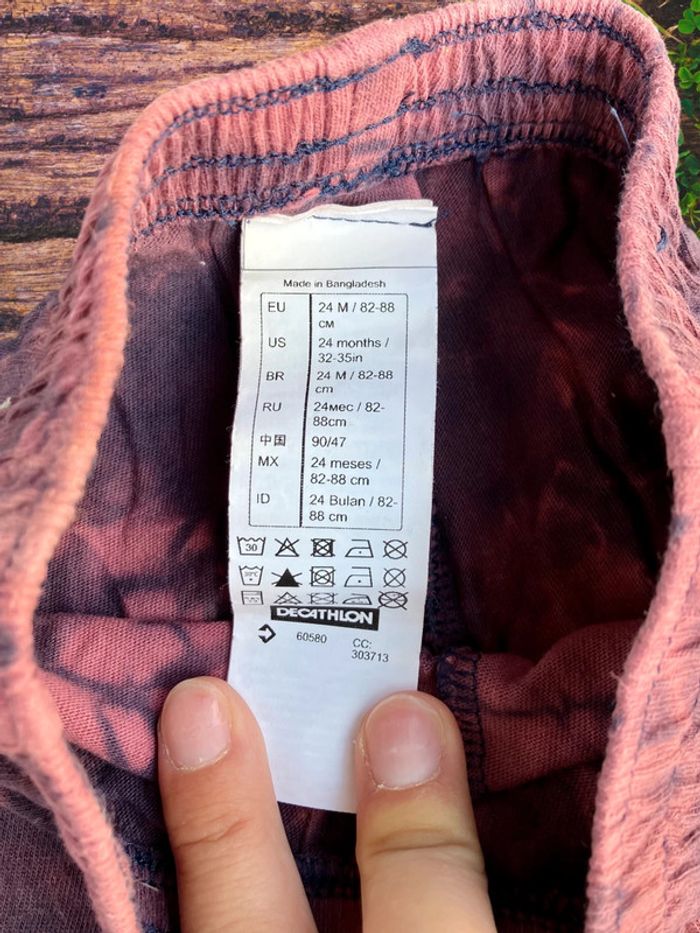 Made in Bangladesh
EU 24 M / 82-88
CM
US 24 months /
32-35in
BR 24 M / 82-88
cm
RU 24мес / 82-
88cm
中国 90/47
MX 24 meses /
82-88 cm
ID 24 Bulan / 82-
88 cm
30
30°C
DECATHLON
60580 CC:
303713